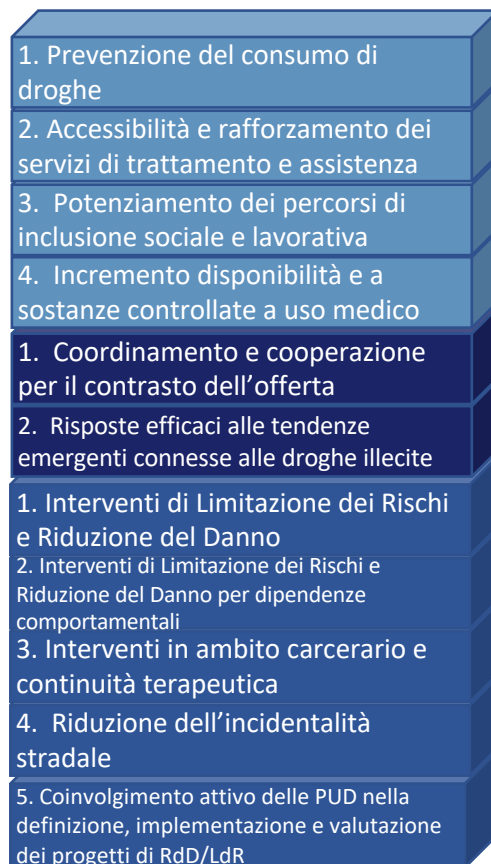 1. Prevenzione del consumo di
droghe
2. Accessibilità e rafforzamento dei
servizi di trattamento e assistenza
3. Potenziamento dei percorsi di
inclusione sociale e lavorativa
4. Incremento disponibilità e a
sostanze controllate a uso medico
1. Coordinamento e cooperazione
per il contrasto dell’offerta
2. Risposte efficaci alle tendenze
emergenti connesse alle droghe illecite
1. Interventi di Limitazione dei Rischi
e Riduzione del Danno
2. Interventi di Limitazione dei Rischi e
Riduzione del Danno per dipendenze
comportamentali
3. Interventi in ambito carcerario e
continuità terapeutica
4. Riduzione dell’incidentalità
stradale
5. Coinvolgimento attivo delle PUD nella
definizione, implementazione e valutazione
dei progetti di RdD/LdR